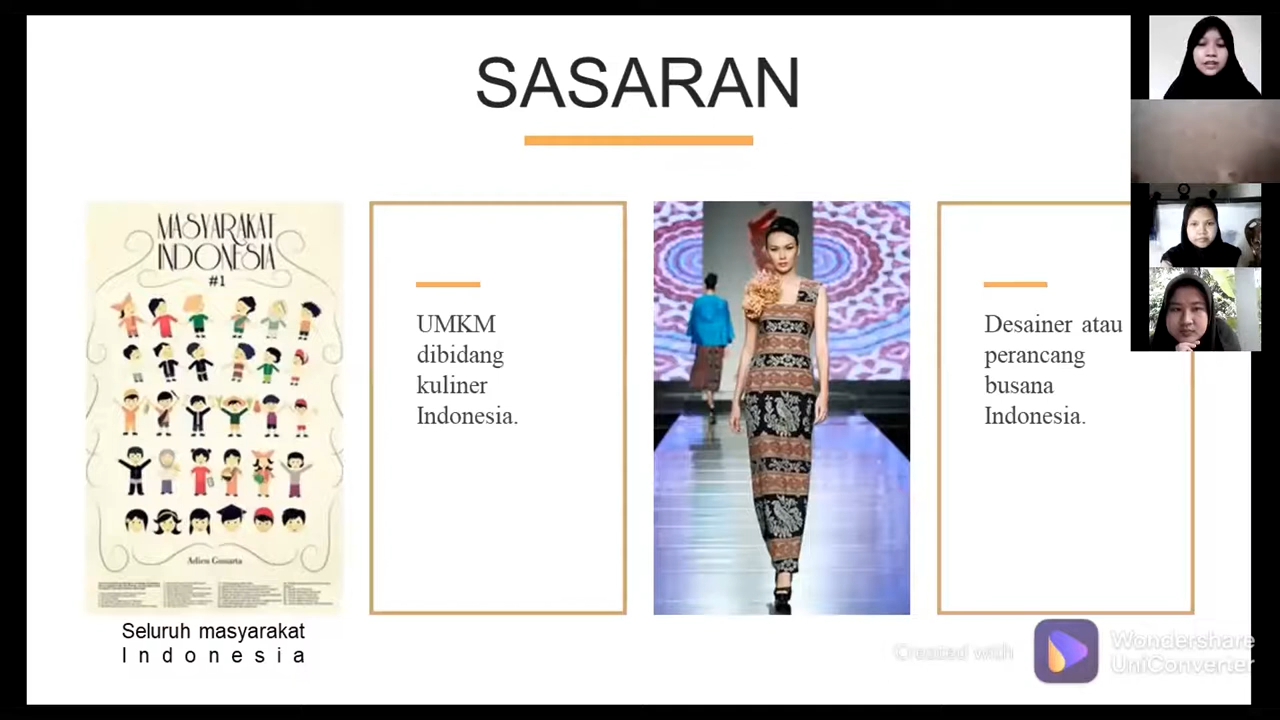 SASARAN
MASYARAKAT
INDONESIA
#1
Adien Gunarta
Seluruh masyarakat
Indonesia
UMKM
dibidang
kuliner
Indonesia.
Desainer atau
perancang
busana
Indonesia.
Created with
Wondershare
UniConverter